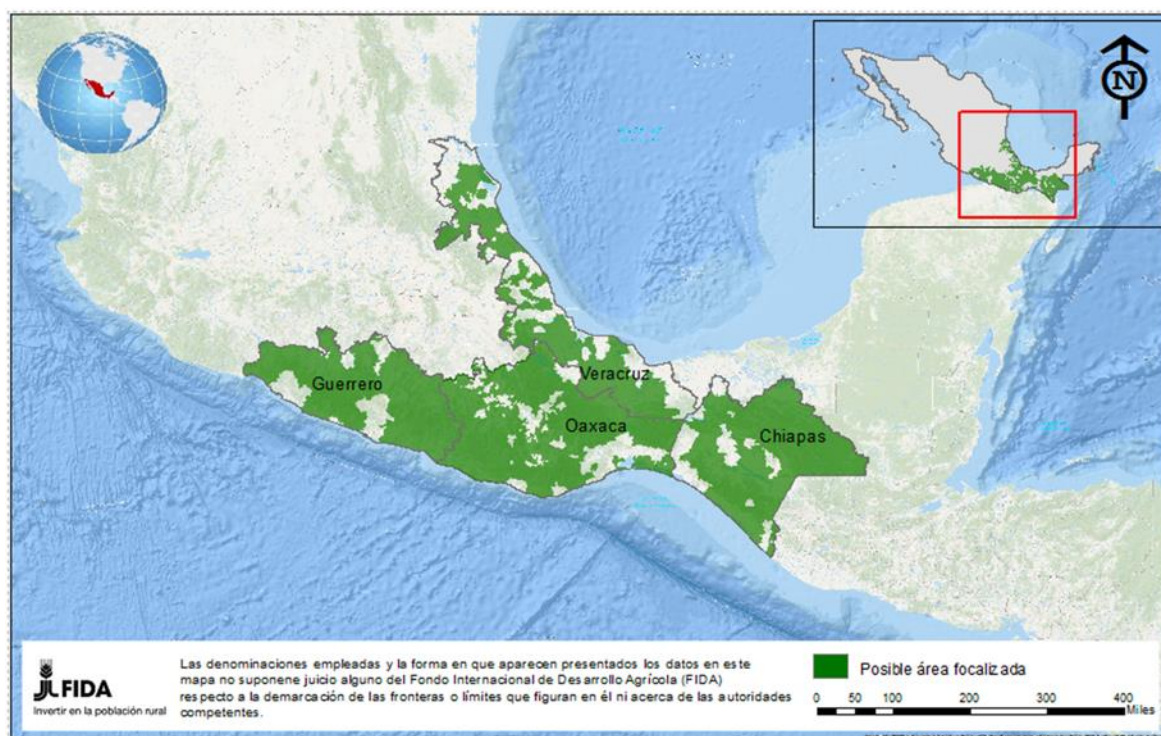 N
Guerrero
Veracruz
Oaxaca
Chiapas
FIDA
Invertir en la población rural
Las denominaciones empleadas y la forma en que aparecen presentados los datos en este
mapa no suponene juicio alguno del Fondo Internacional de Desarrollo Agrícola (FIDA)
respecto a la demarcación de las fronteras o límites que figuran en él ni acerca de las autoridades
competentes.
Posible área focalizada
0 50 100 200 300 400
Miles